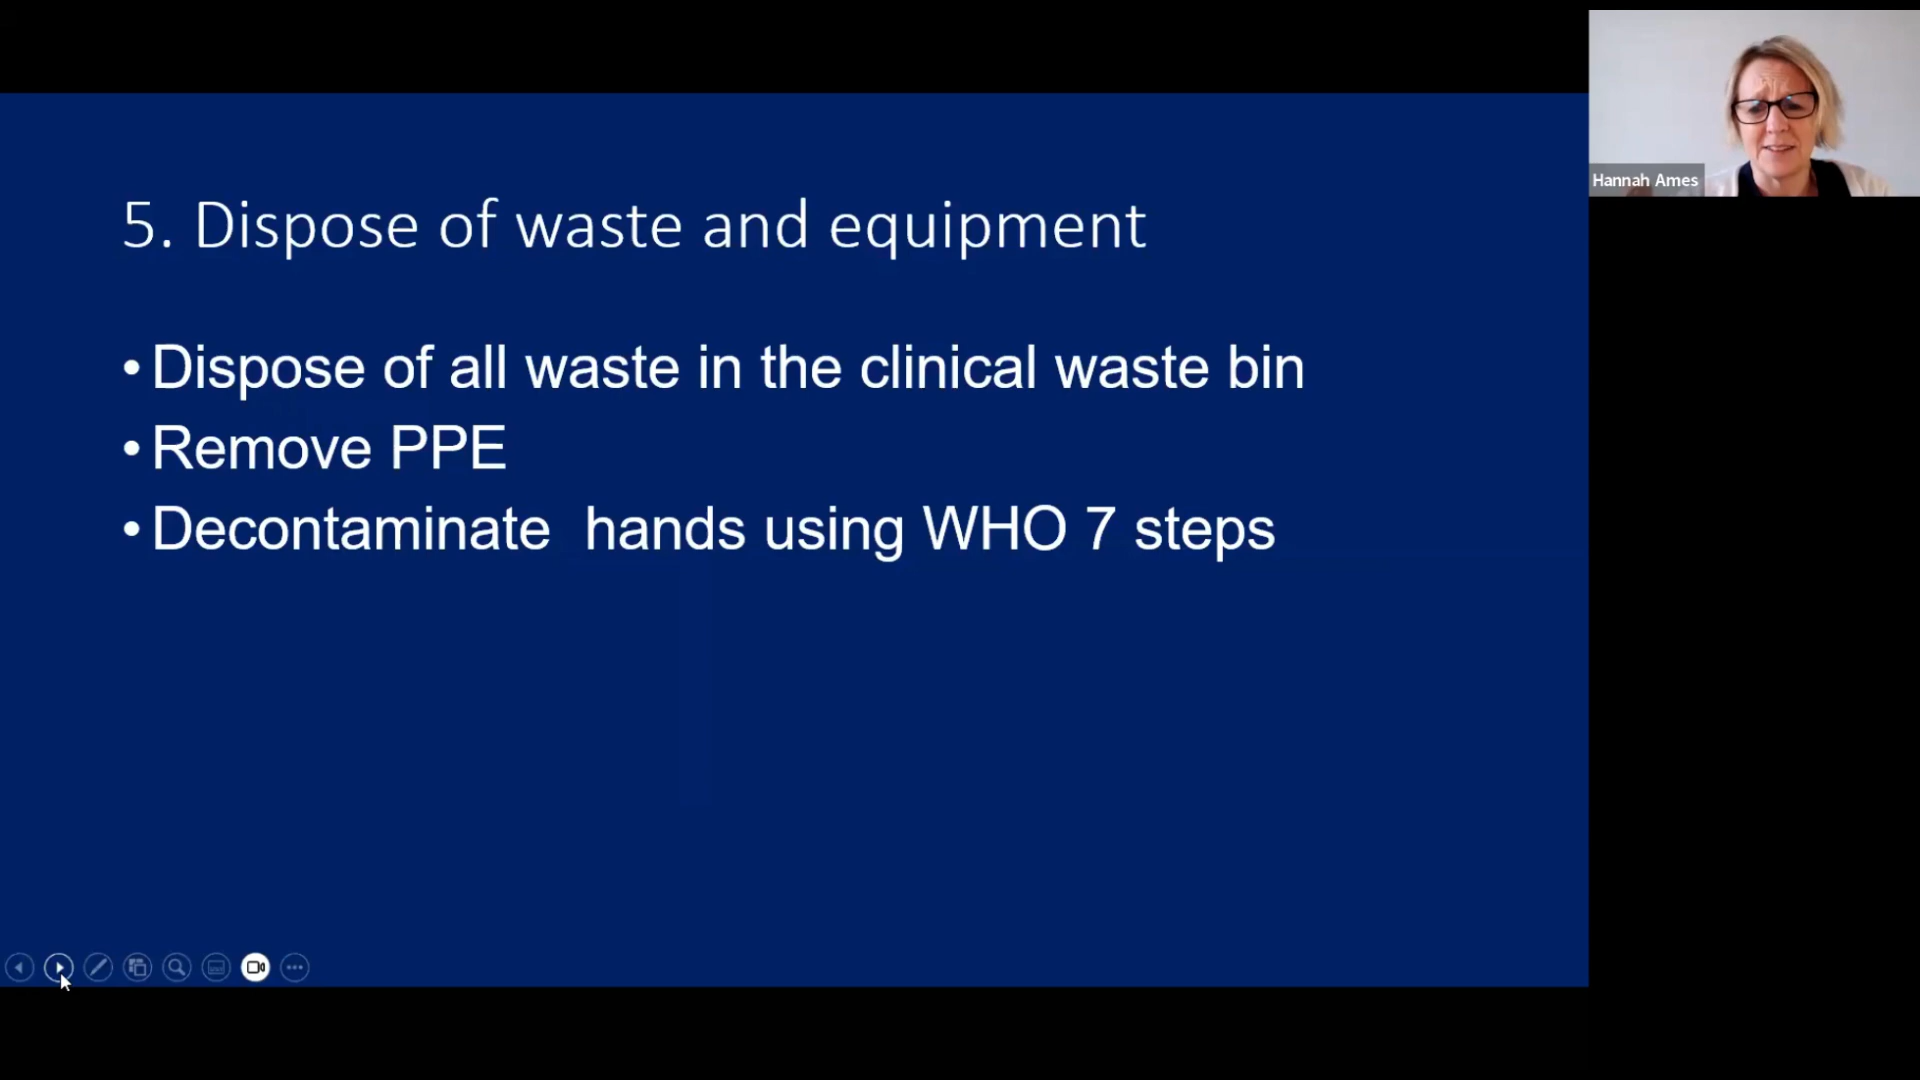 5. Dispose of waste and equipment
• Dispose of all waste in the clinical waste bin
• Remove PPE
• Decontaminate  hands using WHO 7 steps
Hannah Ames